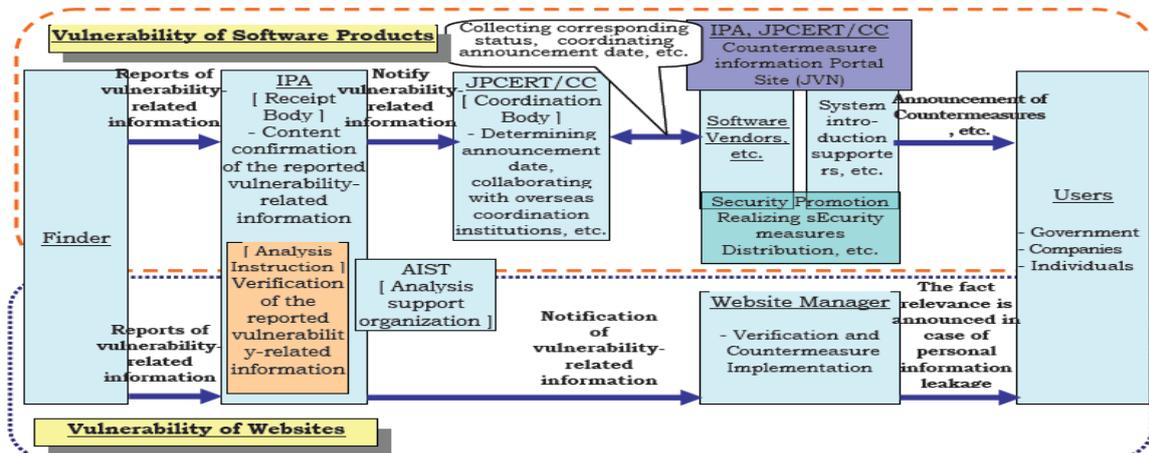 Vulnerability of Software Products
Collecting corresponding
status, coordinating
announcement date, etc.
IPA, JPCERT/CC
Countermeasure
information Portal
Site (JVN)
Finder
Reports of
vulnerability-
related
information
IPA
[ Receipt
Body ]
- Content
confirmation
of the reported
vulnerability-
related
information
Notify
vulnerability-
related
information
JPCERT/CC
[ Coordination
Body ]
- Determining
announcement
date,
collaborating
with overseas
coordination
institutions, etc.
Software
Vendors,
etc.
System
intro-
duction
supporte
rs, etc.
Security Promotion
Realizing sEcurity
measures
Distribution, etc.
Announcement of
Countermeasures
, etc.
Users
- Government
- Companies
- Individuals
[ Analysis
Instruction ]
Verification
of the
reported
vulnerabilit
y-related
information
AIST
[ Analysis
support
organization ]
Reports of
vulnerability-
related
information
Notification
of
vulnerability-
related
information
Website Manager
- Verification and
Countermeasure
Implementation
The fact
relevance is
announced in
case of
personal
information
leakage
Vulnerability of Websites